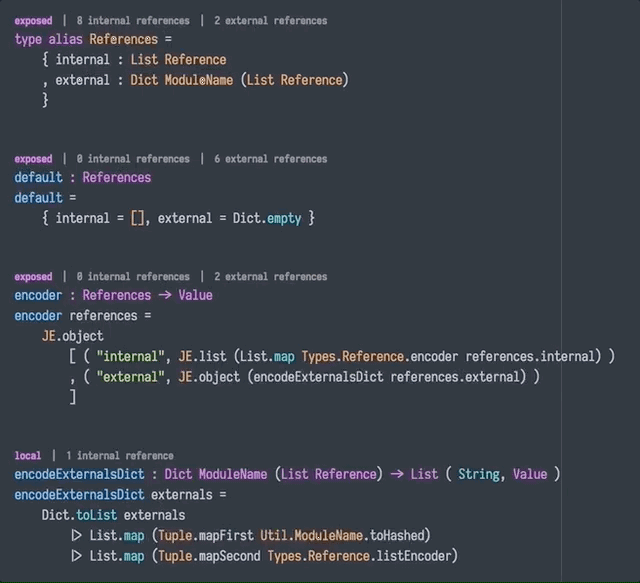 exposed | 8 internal references | 2 external references
type alias References =
    { internal : List Reference
    , external : Dict ModuleName (List Reference)
    }
exposed | 0 internal references | 6 external references
default : References
default =
    { internal = [], external = Dict.empty }
exposed | 0 internal references | 2 external references
encoder : References → Value
encoder references =
    JE.object
        [ ( "internal", JE.list (List.map Types.Reference.encoder references.internal) )
        , ( "external", JE.object (encodeExternalsDict references.external) )
        ]
local | 1 internal reference
encodeExternalsDict : Dict ModuleName (List Reference) → List ( String, Value )
encodeExternalsDict externals =
    Dict.toList externals
        ▷ List.map (Tuple.mapFirst Util.ModuleName.toHashed)
        ▷ List.map (Tuple.mapSecond Types.Reference.listEncoder)